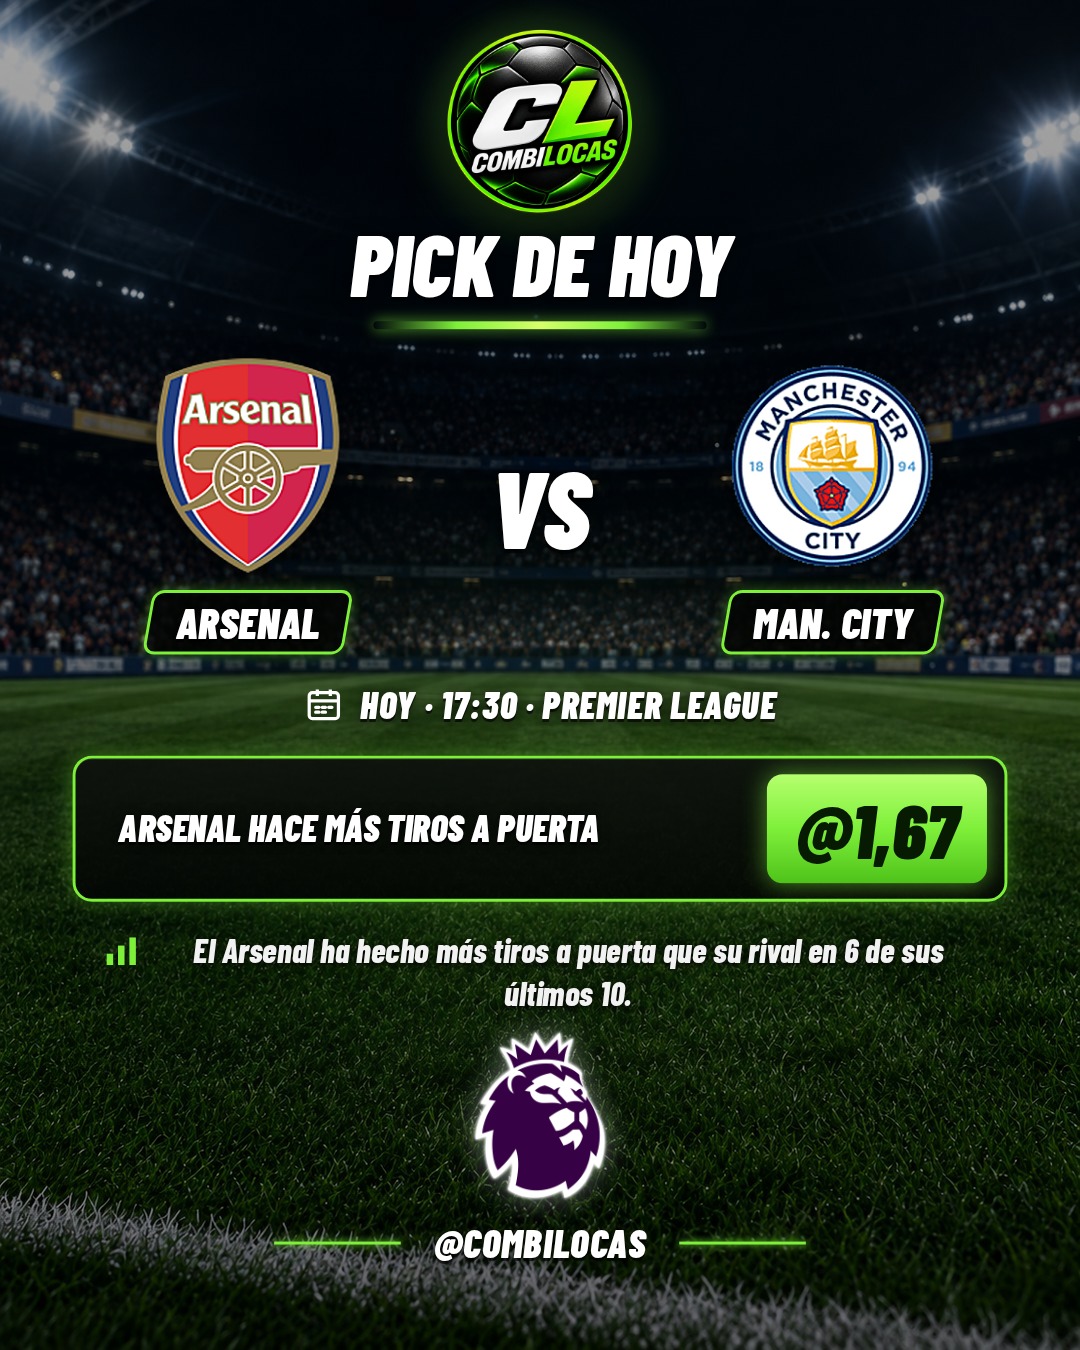 CL
COMBILOCAS
PICK DE HOY
Arsenal
MANCHESTER
18 94
CITY
VS
ARSENAL
MAN. CITY
HOY · 17:30 · PREMIER LEAGUE
ARSENAL HACE MÁS TIROS A PUERTA
@1,67
El Arsenal ha hecho más tiros a puerta que su rival en 6 de sus
últimos 10.
@COMBILOCAS